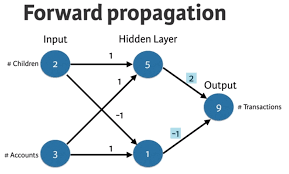 Forward propagation
Input
Hidden Layer
# Children
2
1
5
1
2
Output
9
# Transactions
-1
-1
# Accounts
3
1
1